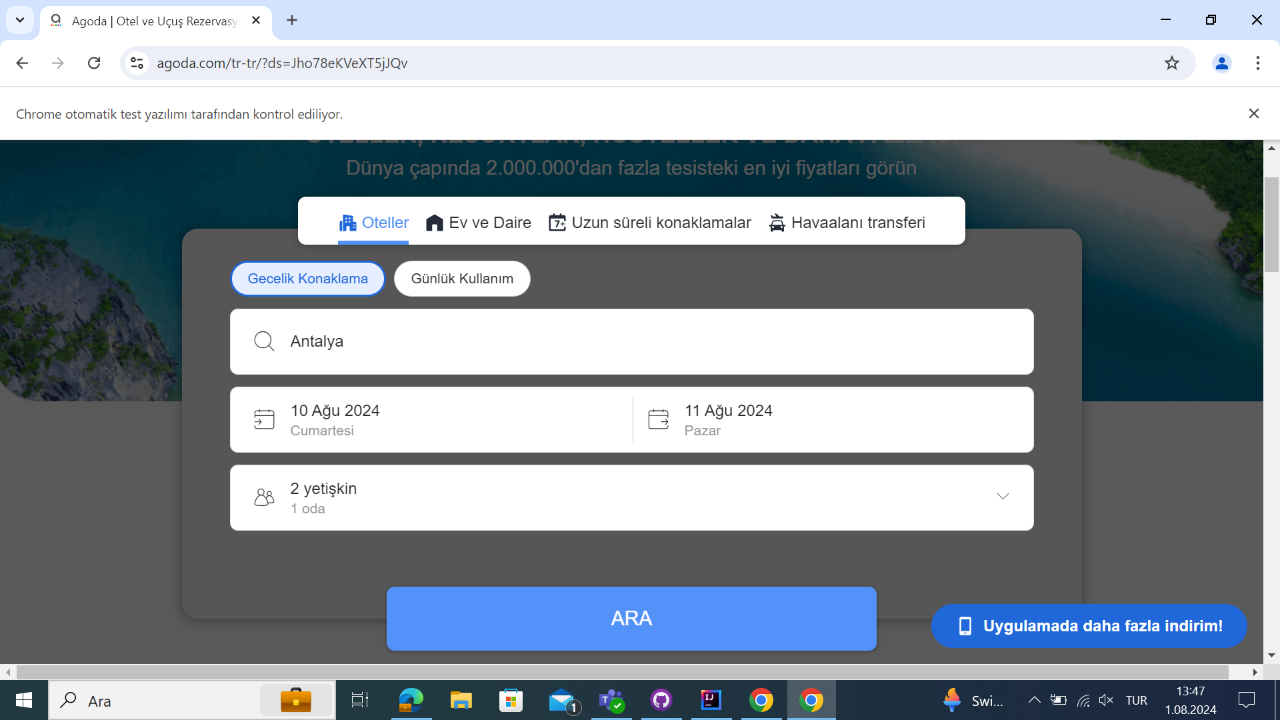 Agoda | Otel ve Uçuş Rezervasy
agoda.com/tr-tr/?ds=Jho78eKVeXT5jJQv
Chrome otomatik test yazılımı tarafından kontrol ediliyor.
Dünya çapında 2.000.000'dan fazla tesisteki en iyi fiyatları görün
Oteller
Ev ve Daire
Uzun süreli konaklamalar
Havaalanı transferi
Gecelik Konaklama
Günlük Kullanım
Antalya
10 Ağu 2024
Cumartesi
11 Ağu 2024
Pazar
2 yetişkin
1 oda
ARA
Uygulamada daha fazla indirim!
Ara
1
Swi...
TUR
13:47
1.08.2024